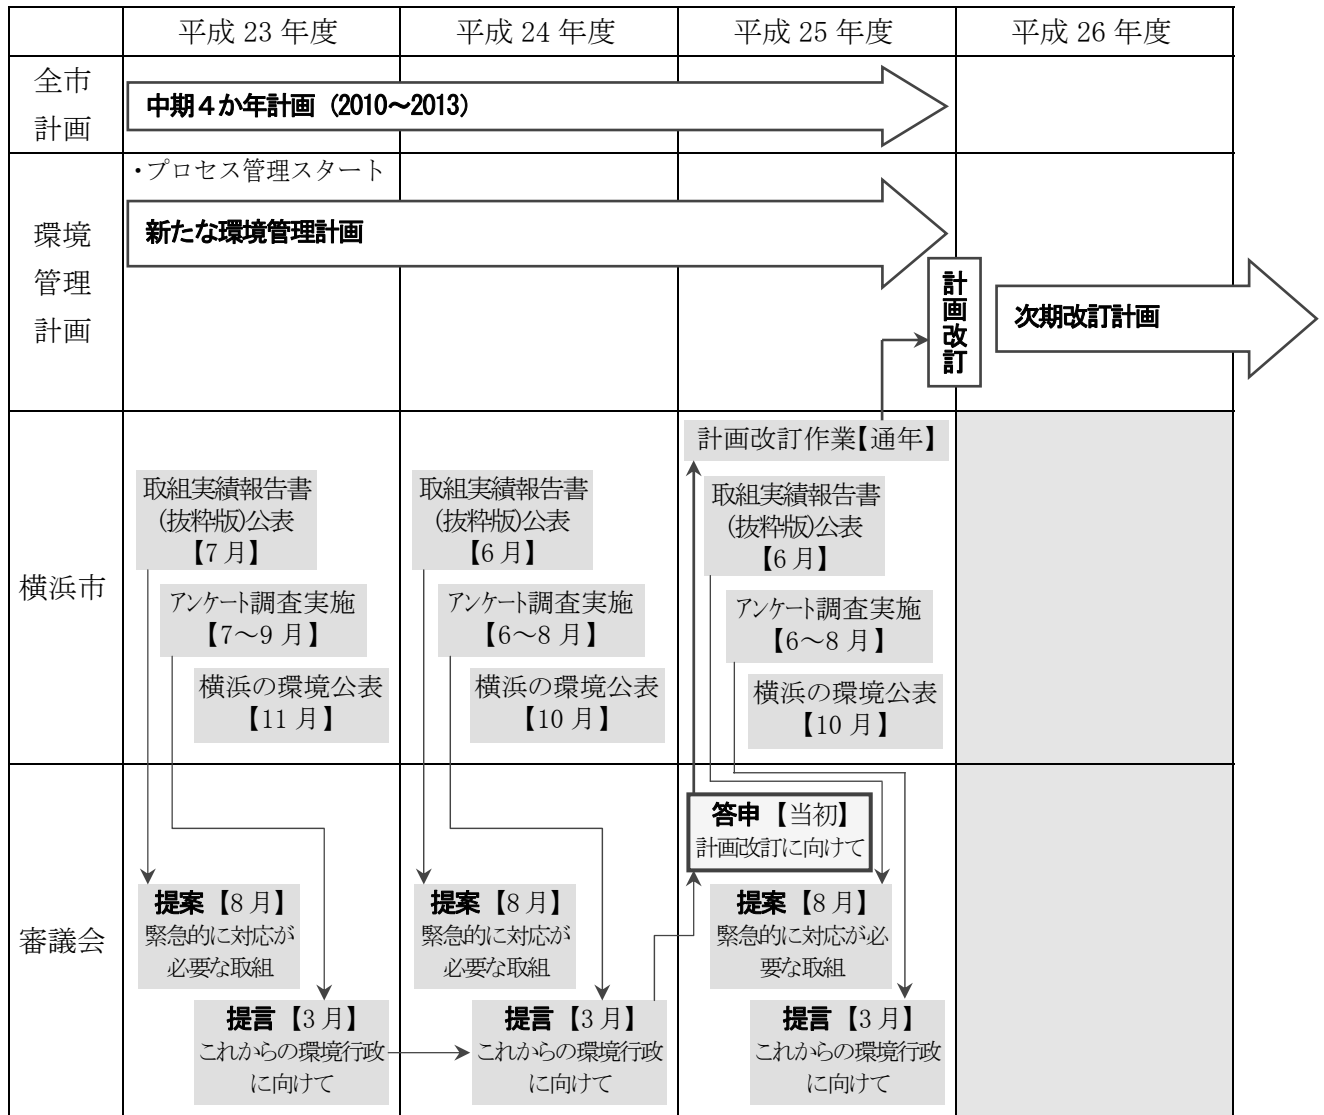 平成 23 年度
平成 24 年度
平成 25 年度
平成 26 年度
全市
計画
中期４か年計画（2010～2013）
環境
管理
計画
・プロセス管理スタート
新たな環境管理計画
計
画
改
訂
次期改訂計画
横浜市
取組実績報告書
(抜粋版)公表
【7 月】
アンケート調査実施
【7～9 月】
横浜の環境公表
【11 月】
取組実績報告書
(抜粋版)公表
【6 月】
アンケート調査実施
【6～8 月】
横浜の環境公表
【10 月】
計画改訂作業【通年】
取組実績報告書
(抜粋版)公表
【6 月】
アンケート調査実施
【6～8 月】
横浜の環境公表
【10 月】
審議会
提案【8 月】
緊急的に対応が
必要な取組
提言【3 月】
これからの環境行政
に向けて
提案【8 月】
緊急的に対応が
必要な取組
提言【3 月】
これからの環境行政
に向けて
答申【当初】
計画改訂に向けて
提案【8 月】
緊急的に対応が必
要な取組
提言【3 月】
これからの環境行政
に向けて